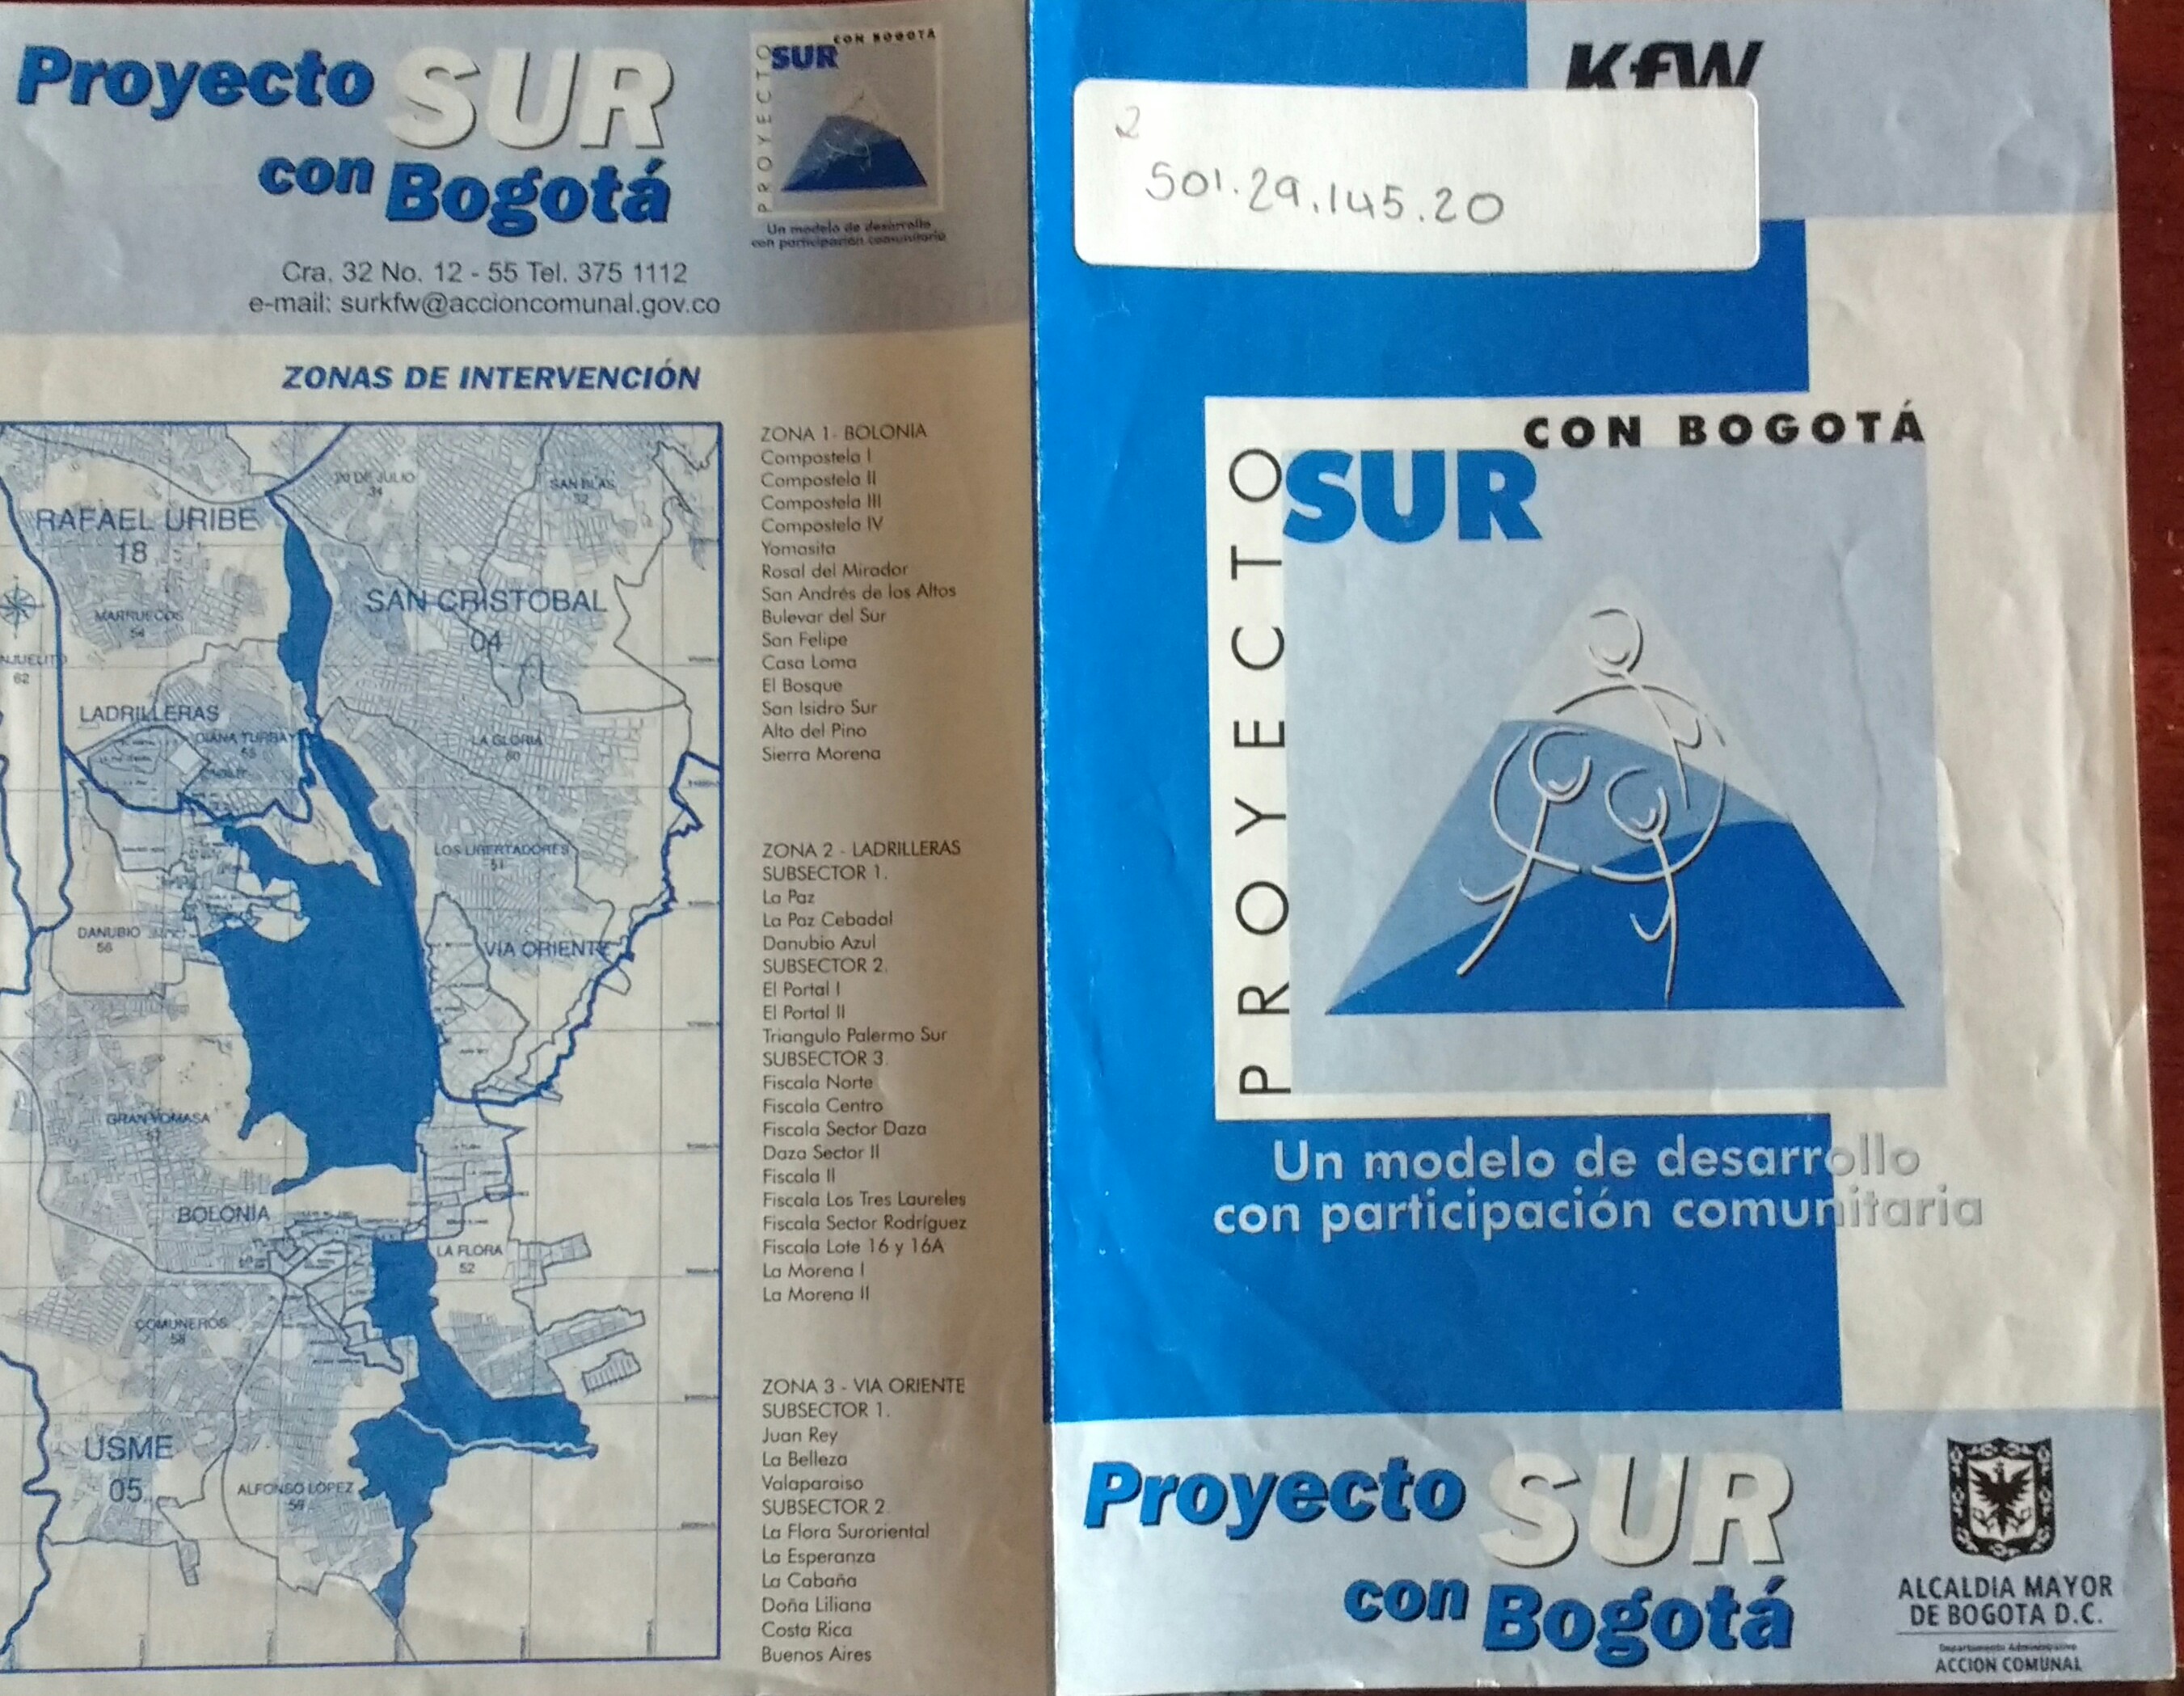 Proyecto SUR
con Bogotá
CON BOGOTÁ
SUR
PROYECTO
Un modelo de desarrollo
con participación comunitaria
Cra. 32 No. 12 - 55 Tel. 375 1112
e-mail: surkfw@accioncomunal.gov.co
ZONAS DE INTERVENCIÓN
20 DE JULIO
34
SAN BLAS
32
RAFAEL URIBE
18
SAN CRISTOBAL
04
MARRUECOS
54
NJUELITO
62
LADRILLERAS
DIANA TURBAY
55
LA GLORIA
50
LOS LIBERTADORES
51
DANUBIO
56
VIA ORIENTE
GRAN YOMASA
57
BOLONIA
LA FLORA
52
COMUNEROS
58
USME
05
ALFONSO LOPEZ
59
ZONA 1- BOLONIA
Compostela I
Compostela II
Compostela III
Compostela IV
Yomasita
Rosal del Mirador
San Andrés de los Altos
Bulevar del Sur
San Felipe
Casa Loma
El Bosque
San Isidro Sur
Alto del Pino
Sierra Morena
ZONA 2 - LADRILLERAS
SUBSECTOR 1.
La Paz
La Paz Cebadal
Danubio Azul
SUBSECTOR 2.
El Portal I
El Portal II
Triangulo Palermo Sur
SUBSECTOR 3.
Fiscala Norte
Fiscala Centro
Fiscala Sector Daza
Daza Sector II
Fiscala II
Fiscala Los Tres Laureles
Fiscala Sector Rodríguez
Fiscala Lote 16 y 16A
La Morena I
La Morena II
ZONA 3 - VIA ORIENTE
SUBSECTOR 1.
Juan Rey
La Belleza
Valaparaiso
SUBSECTOR 2.
La Flora Suroriental
La Esperanza
La Cabaña
Doña Liliana
Costa Rica
Buenos Aires
KfW
2
501.29.145.20
CON BOGOTÁ
SUR
PROYECTO
Un modelo de desarrollo
con participación comunitaria
Proyecto SUR
con Bogotá
ALCALDIA MAYOR
DE BOGOTA D.C.
Departamento Administrativo
ACCION COMUNAL